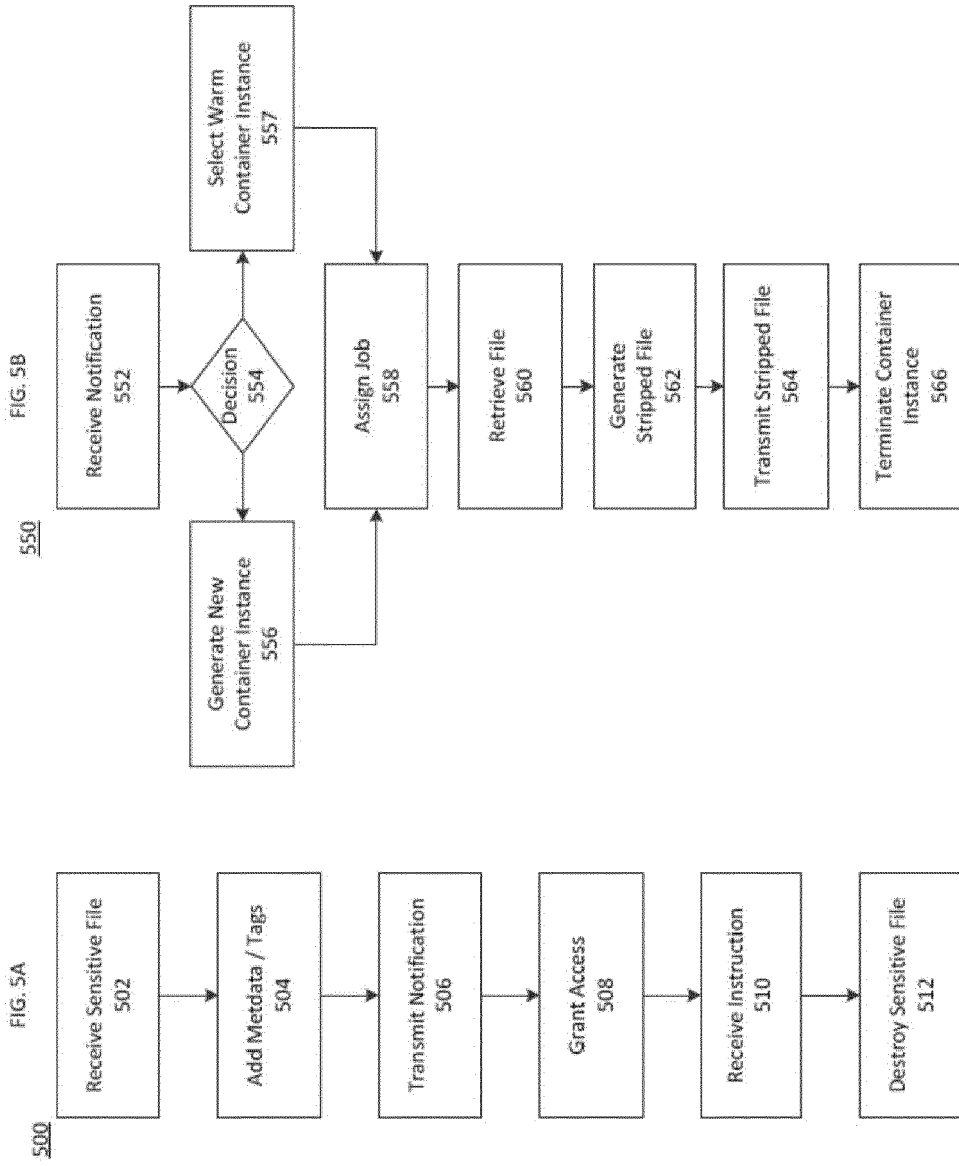 FIG. 5A
500
Receive Sensitive File
502
Add Metdata / Tags
504
Transmit Notification
506
Grant Access
508
Receive Instruction
510
Destroy Sensitive File
512
FIG. 5B
550
Receive Notification
552
Decision
554
Generate New
Container Instance
556
Select Warm
Container Instance
557
Assign Job
558
Retrieve File
560
Generate
Stripped File
562
Transmit Stripped File
564
Terminate Container
Instance
566